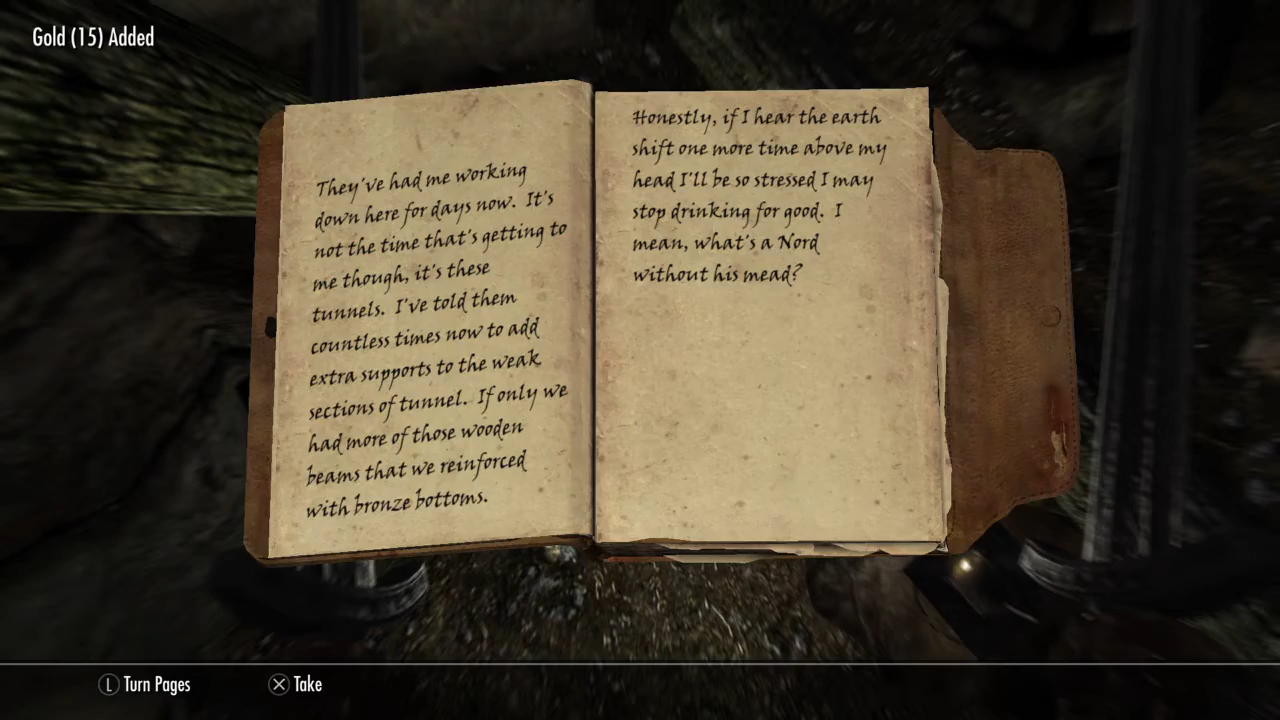 Gold (15) Added
They've had me working
down here for days now. It's
not the time that's getting to
me though, it's these
tunnels. I've told them
countless times now to add
extra supports to the weak
sections of tunnel. If only we
had more of those wooden
beams that we reinforced
with bronze bottoms.
Honestly, if I hear the earth
shift one more time above my
head I'll be so stressed I may
stop drinking for good. I
mean, what's a Nord
without his mead?
L Turn Pages
X Take